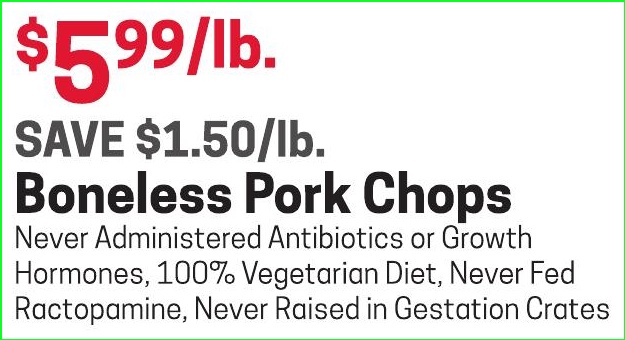 $5 99/lb.
SAVE $1.50/lb.
Boneless Pork Chops
Never Administered Antibiotics or Growth
Hormones, 100% Vegetarian Diet, Never Fed
Ractopamine, Never Raised in Gestation Crates